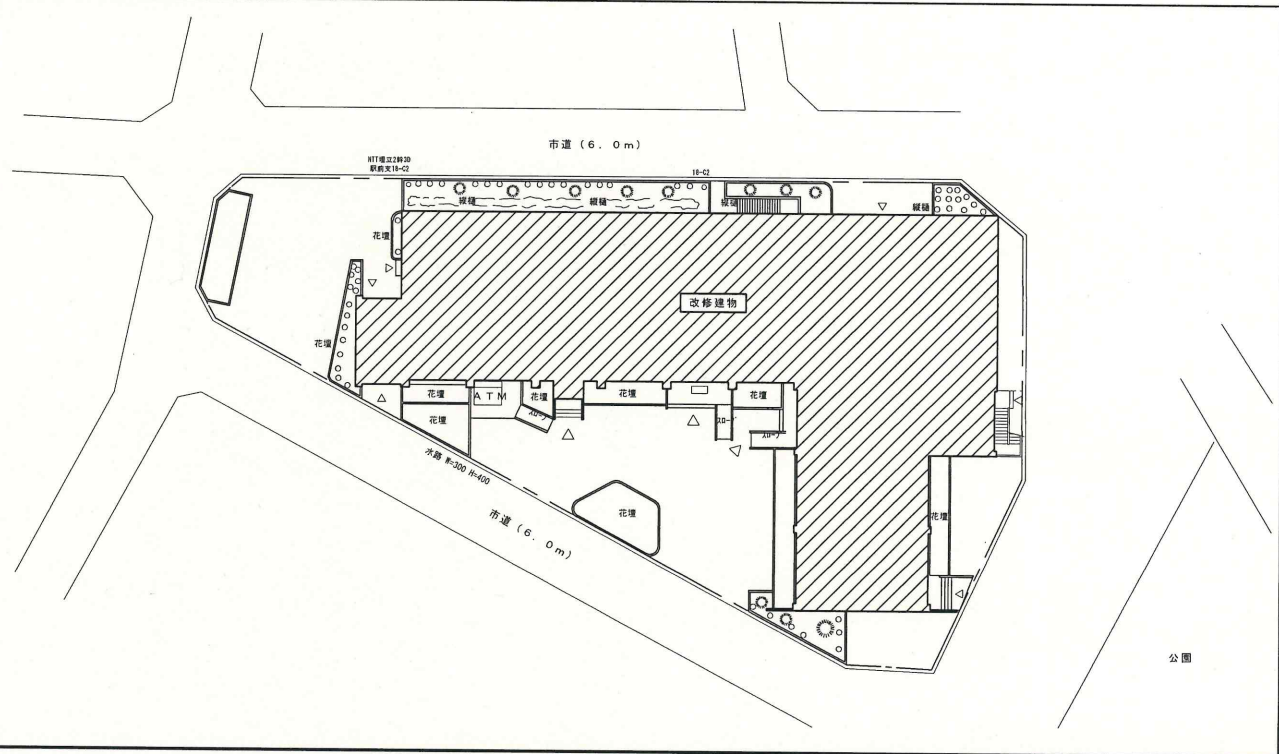 市道（6．0m）
NTT埋立2幹3D
駅前支18-C2
18-C2
縦樋
縦樋
縦樋
縦樋
花壇
改修建物
花壇
花壇
ATM
花壇
花壇
花壇
花壇
スロープ
スロープ
スロープ
水路 W=300 H=400
花壇
花壇
市道（6．0m）
公園